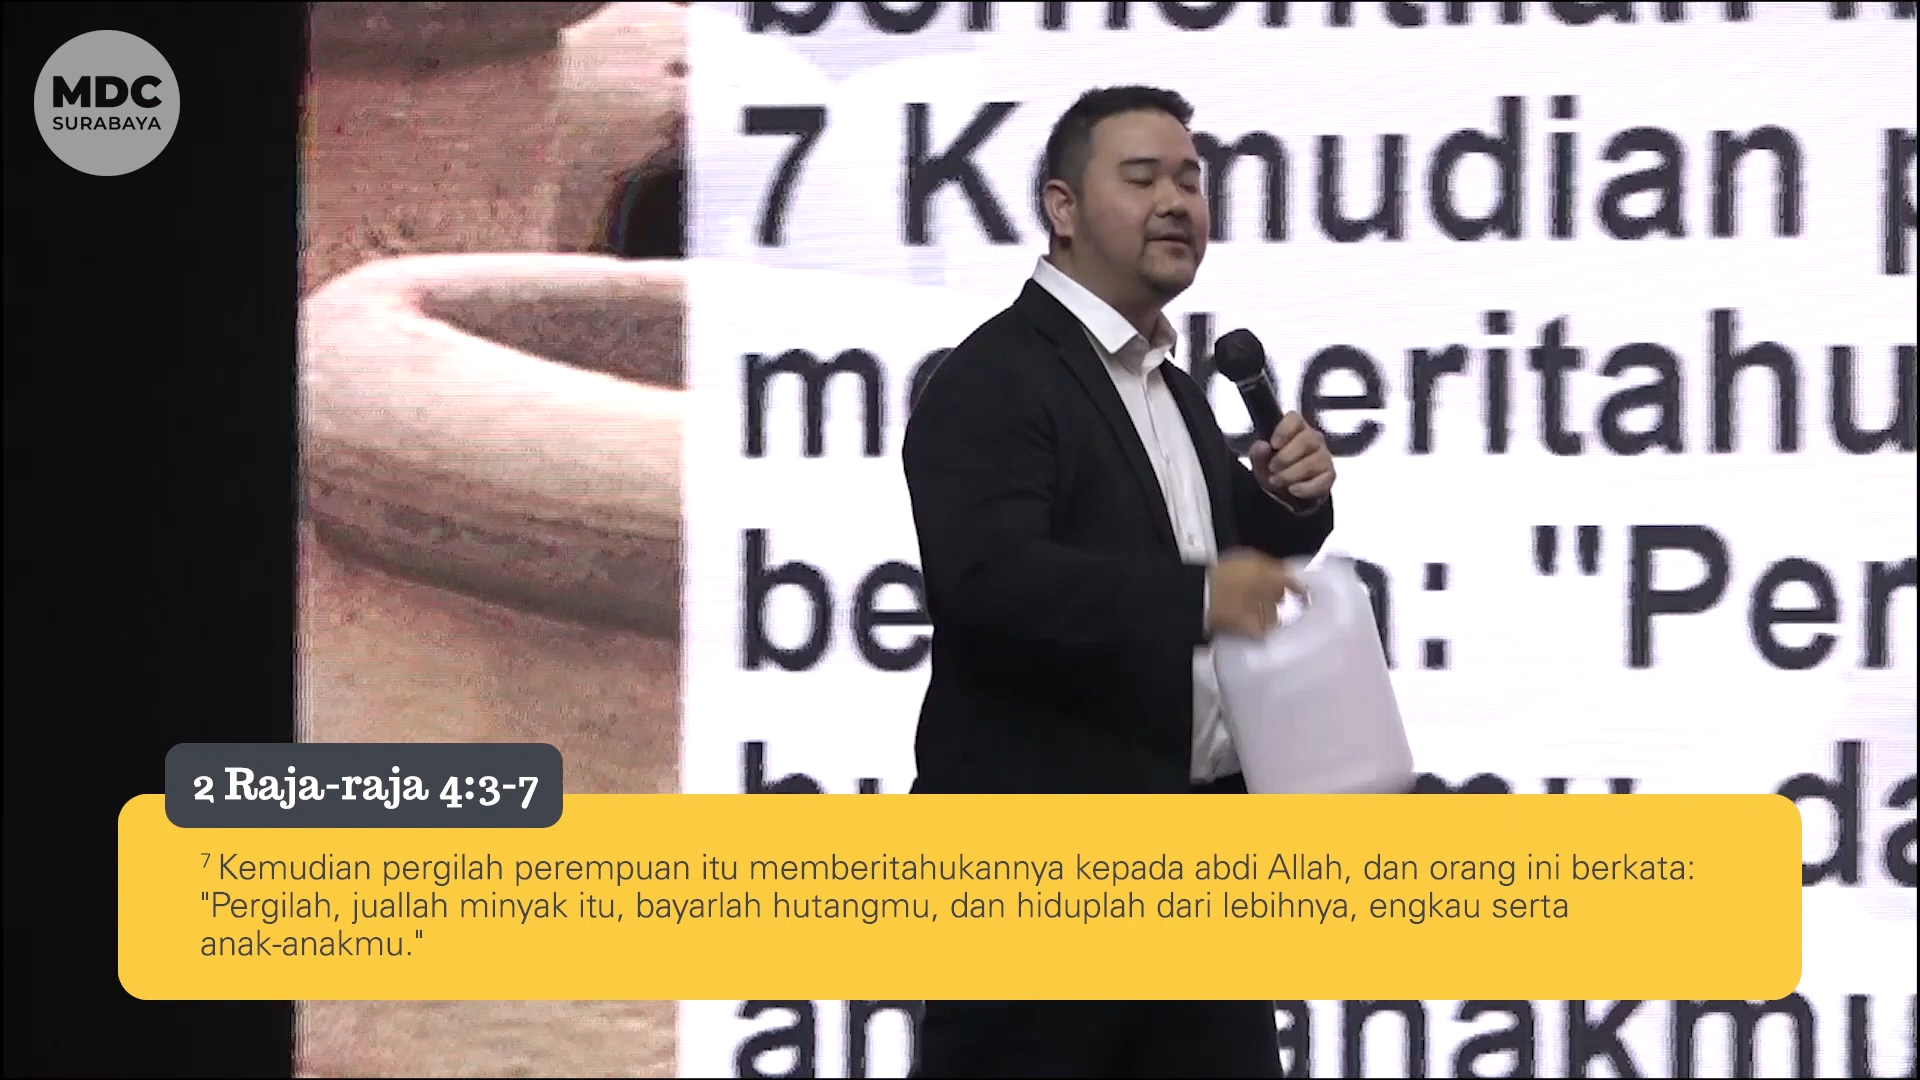 MDC
SURABAYA
7 K mudian
me beritahu
be : "Per
2 Raja-raja 4:3-7
7 Kemudian pergilah perempuan itu memberitahukannya kepada abdi Allah, dan orang ini berkata:
"Pergilah, juallah minyak itu, bayarlah hutangmu, dan hiduplah dari lebihnya, engkau serta
anak-anakmu."
anakmu